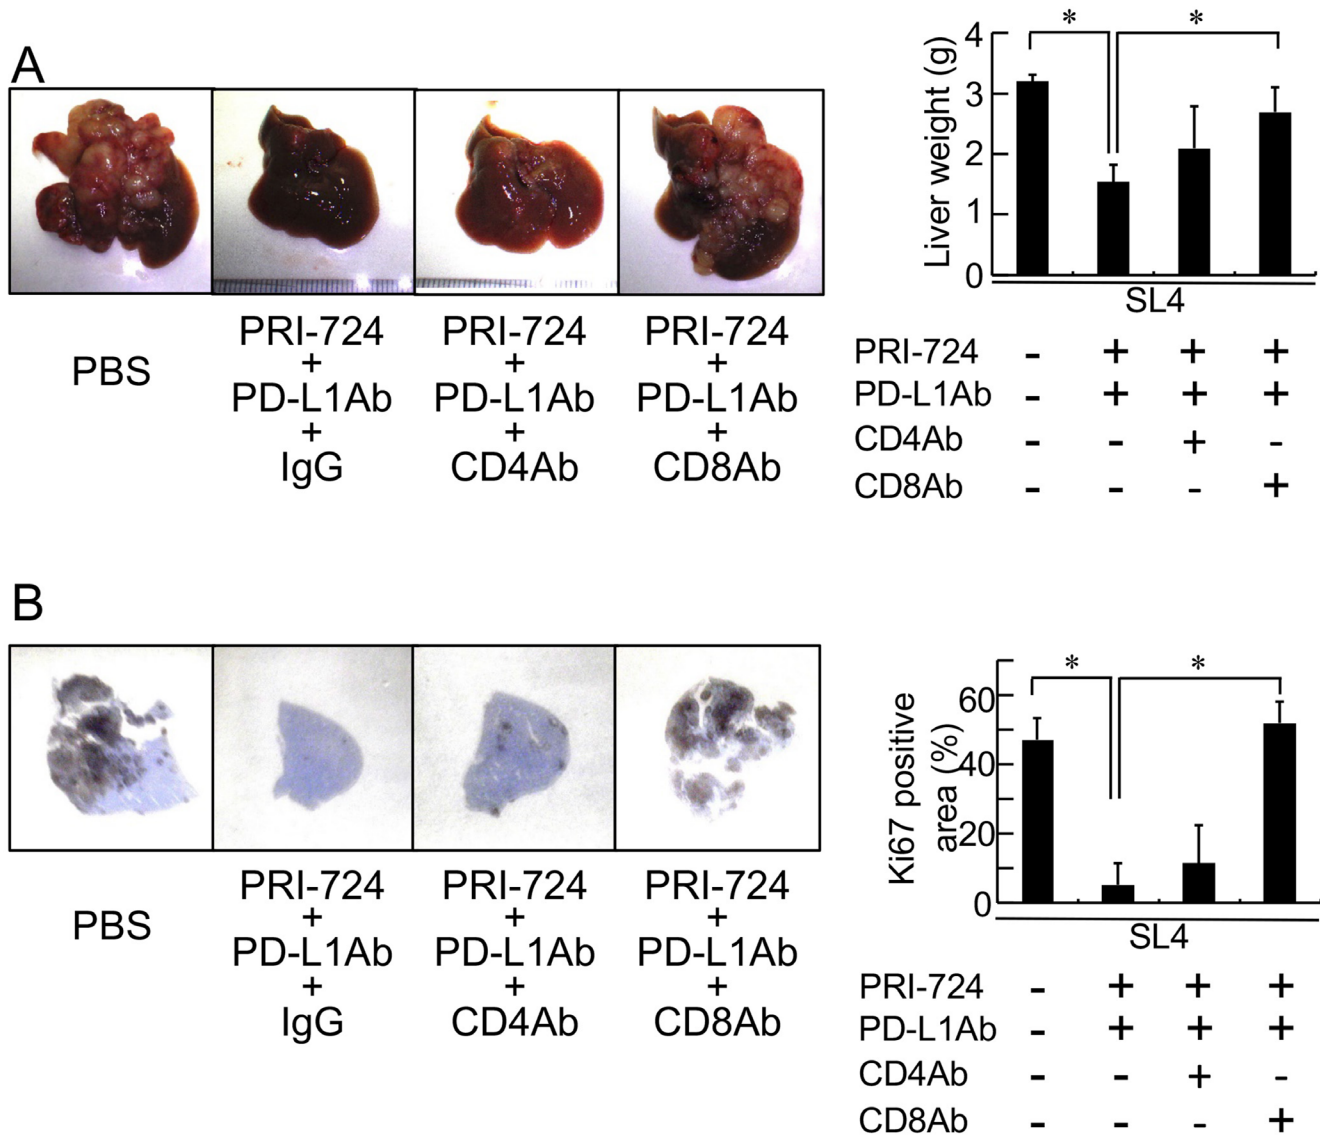 A
PBS
PRI-724
+
PD-L1Ab
+
IgG
PRI-724
+
PD-L1Ab
+
CD4Ab
PRI-724
+
PD-L1Ab
+
CD8Ab
Liver weight (g)
4
3
2
1
0
* *
SL4
PRI-724 - + + +
PD-L1Ab - + + +
CD4Ab - - + -
CD8Ab - - - +
B
PBS
PRI-724
+
PD-L1Ab
+
IgG
PRI-724
+
PD-L1Ab
+
CD4Ab
PRI-724
+
PD-L1Ab
+
CD8Ab
Ki67 positive
area (%)
60
40
20
0
* *
SL4
PRI-724 - + + +
PD-L1Ab - + + +
CD4Ab - - + -
CD8Ab - - - +